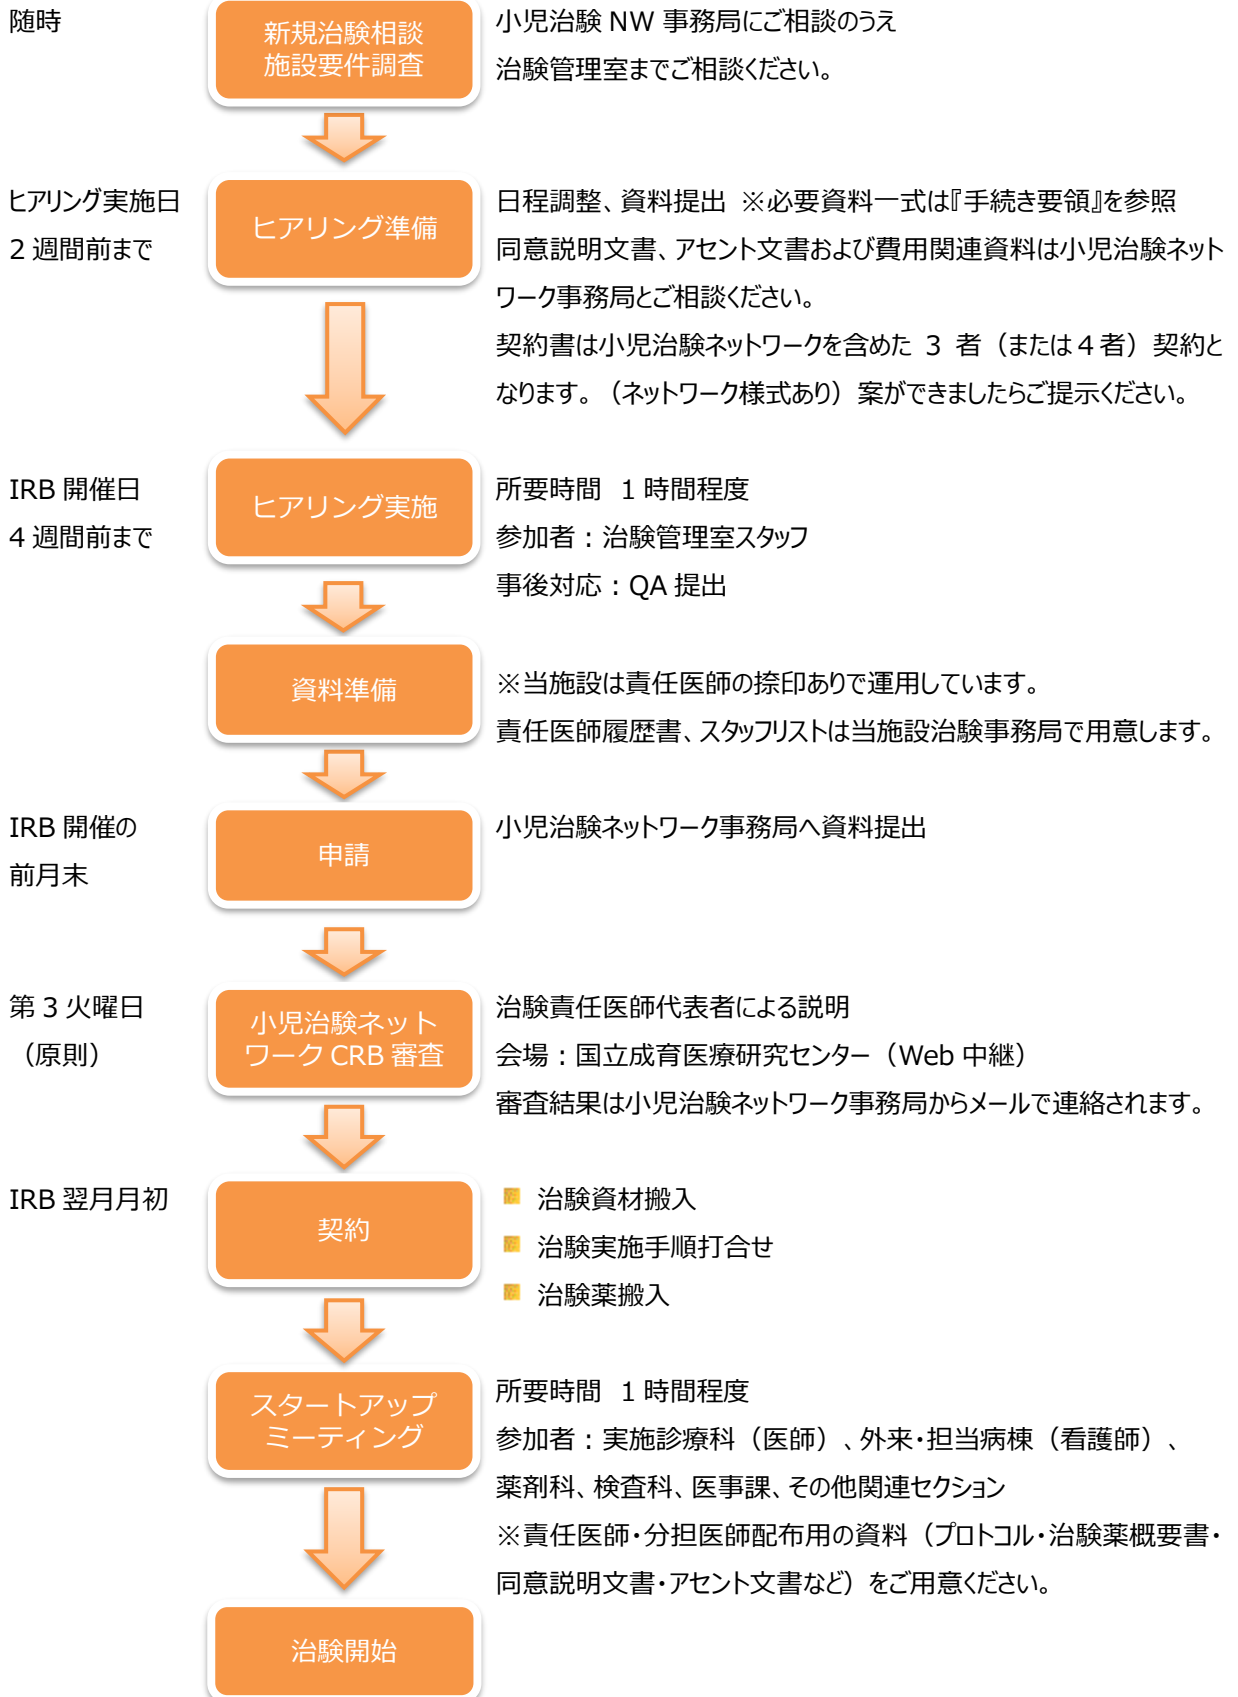 随時
新規治験相談
施設要件調査
小児治験 NW 事務局にご相談のうえ
治験管理室までご相談ください。
ヒアリング実施日
2 週間前まで
ヒアリング準備
日程調整、資料提出 ※必要資料一式は『手続き要領』を参照
同意説明文書、アセント文書および費用関連資料は小児治験ネット
ワーク事務局とご相談ください。
契約書は小児治験ネットワークを含めた 3 者（または４者）契約と
なります。（ネットワーク様式あり）案ができましたらご提示ください。
IRB 開催日
4 週間前まで
ヒアリング実施
所要時間 1 時間程度
参加者：治験管理室スタッフ
事後対応：QA 提出
資料準備
※当施設は責任医師の捺印ありで運用しています。
責任医師履歴書、スタッフリストは当施設治験事務局で用意します。
IRB 開催の
前月末
申請
小児治験ネットワーク事務局へ資料提出
第 3 火曜日
（原則）
小児治験ネット
ワーク CRB 審査
治験責任医師代表者による説明
会場：国立成育医療研究センター（Web 中継）
審査結果は小児治験ネットワーク事務局からメールで連絡されます。
IRB 翌月月初
契約
治験資材搬入
治験実施手順打合せ
治験薬搬入
スタートアップ
ミーティング
所要時間 1 時間程度
参加者：実施診療科（医師）、外来・担当病棟（看護師）、
薬剤科、検査科、医事課、その他関連セクション
※責任医師・分担医師配布用の資料（プロトコル・治験薬概要書・
同意説明文書・アセント文書など）をご用意ください。
治験開始